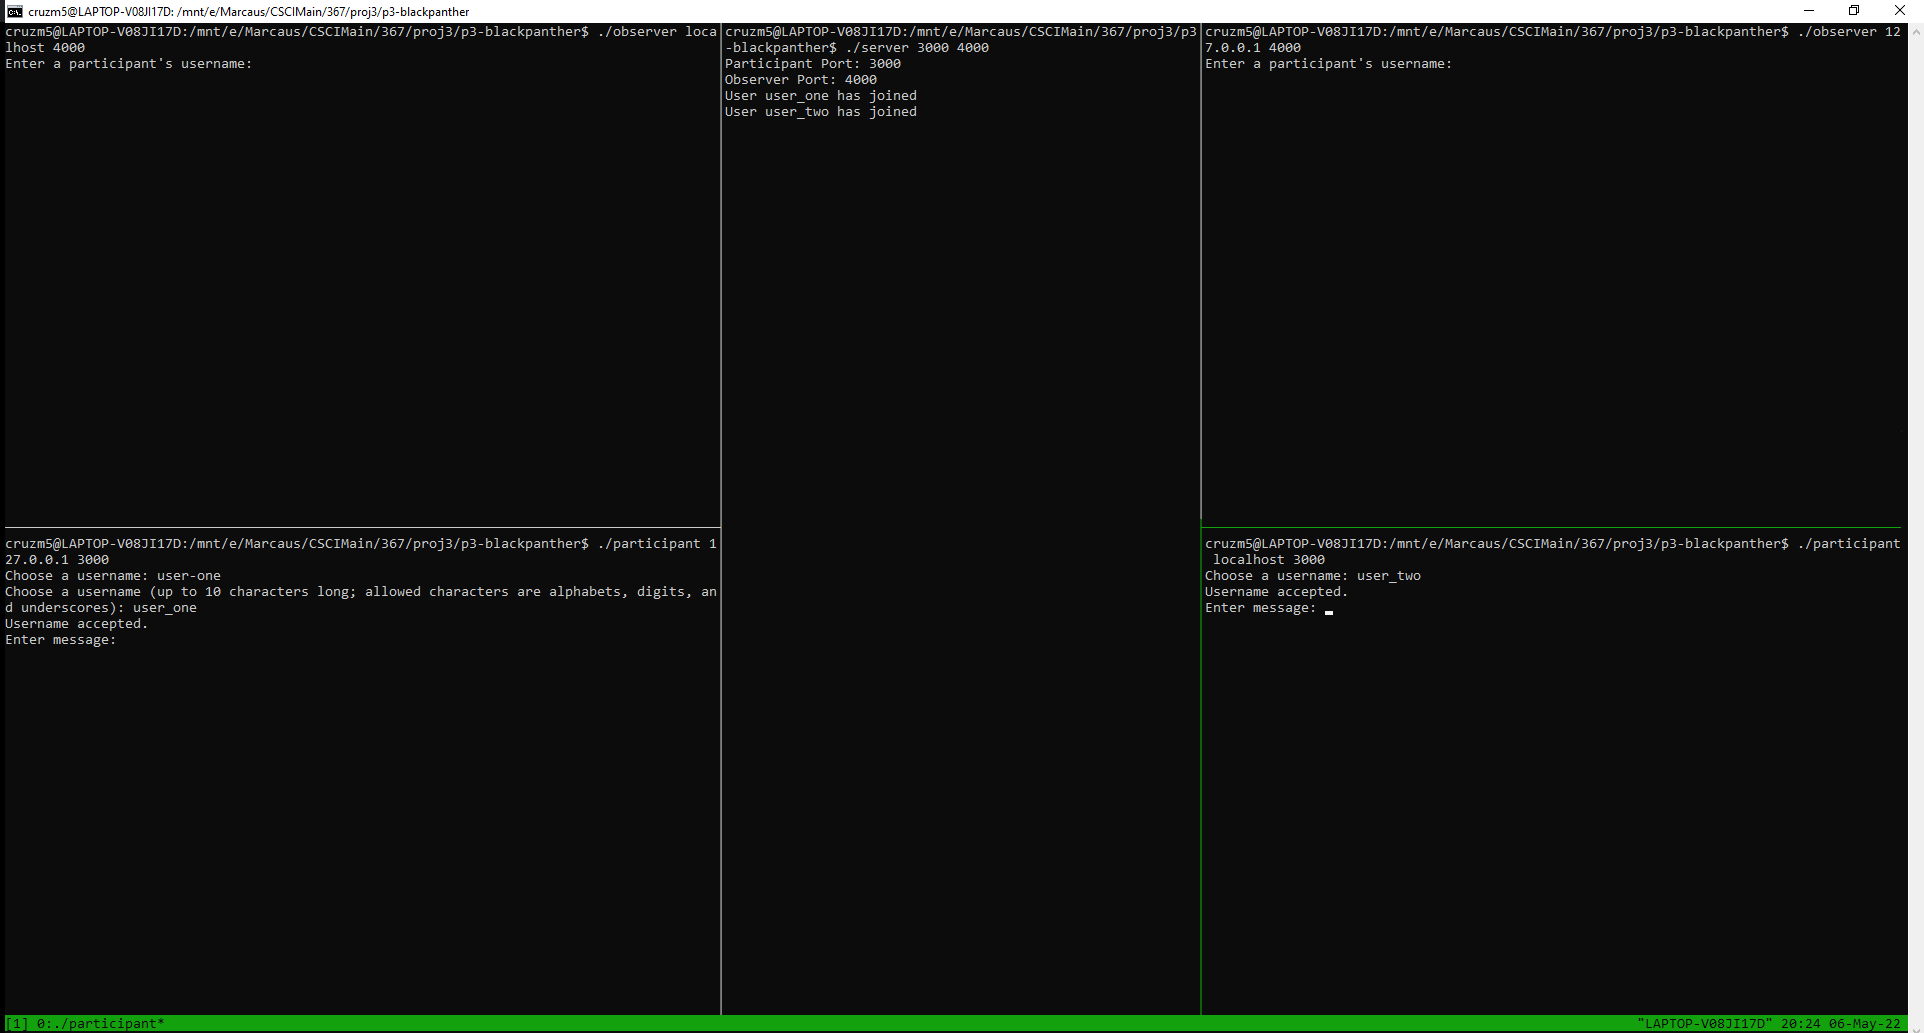 cruzm5@LAPTOP-V08JI17D: /mnt/e/Marcaus/CSCIMain/367/proj3/p3-blackpanther
cruzm5@LAPTOP-V08JI17D:/mnt/e/Marcaus/CSCIMain/367/proj3/p3-blackpanther$ ./observer loca
lhost 4000
Enter a participant's username:
cruzm5@LAPTOP-V08JI17D:/mnt/e/Marcaus/CSCIMain/367/proj3/p3-blackpanther$ ./participant 1
27.0.0.1 3000
Choose a username: user-one
Choose a username (up to 10 characters long; allowed characters are alphabets, digits, an
d underscores): user_one
Username accepted.
Enter message:
cruzm5@LAPTOP-V08JI17D:/mnt/e/Marcaus/CSCIMain/367/proj3/p3
-blackpanther$ ./server 3000 4000
Participant Port: 3000
Observer Port: 4000
User user_one has joined
User user_two has joined
cruzm5@LAPTOP-V08JI17D:/mnt/e/Marcaus/CSCIMain/367/proj3/p3-blackpanther$ ./observer 12
7.0.0.1 4000
Enter a participant's username:
cruzm5@LAPTOP-V08JI17D:/mnt/e/Marcaus/CSCIMain/367/proj3/p3-blackpanther$ ./participant
localhost 3000
Choose a username: user_two
Username accepted.
Enter message:
[1] 0:./participant*
"LAPTOP-V08JI17D" 20:24 06-May-22